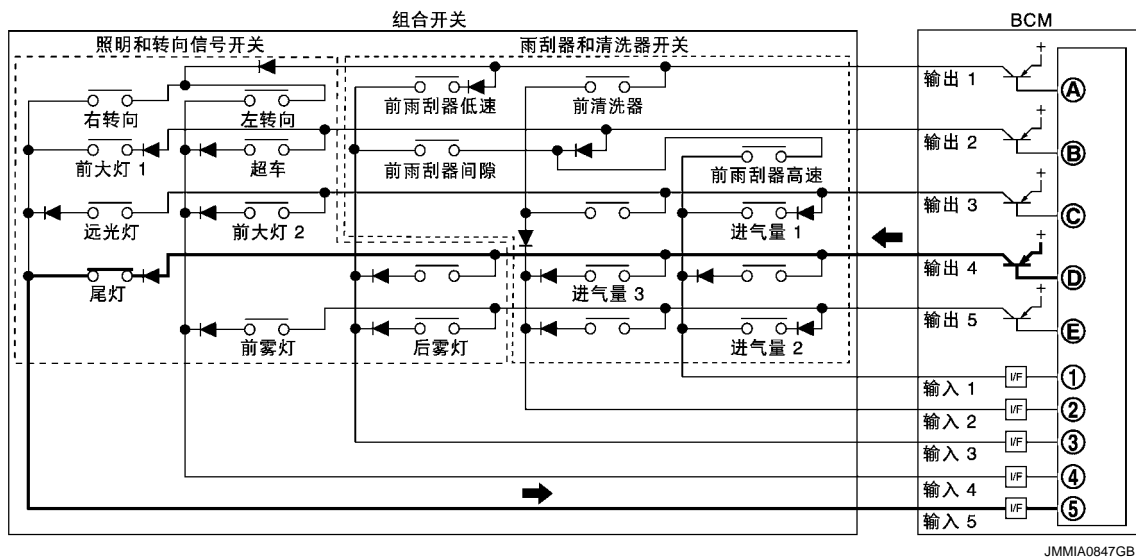 组合开关
BCM
照明和转向信号开关
雨刮器和清洗器开关
输出 1
+
A
右转向
左转向
前雨刮器低速
前清洗器
输出 2
+
B
前大灯 1
超车
前雨刮器间隙
前雨刮器高速
输出 3
+
C
远光灯
前大灯 2
进气量 1
输出 4
+
D
尾灯
进气量 3
输出 5
+
E
前雾灯
后雾灯
进气量 2
输入 1
I/F
1
输入 2
I/F
2
输入 3
I/F
3
输入 4
I/F
4
输入 5
I/F
5
JMMIA0847GB